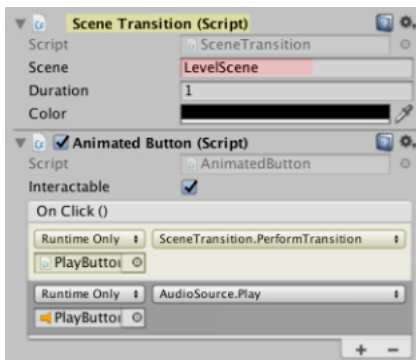 Scene Transition (Script)
Script SceneTransition
Scene LevelScene
Duration 1
Color
Animated Button (Script)
Script AnimatedButton
Interactable
On Click ()
Runtime Only SceneTransition.PerformTransition
PlayButtor
Runtime Only AudioSource.Play
PlayButton
+ -